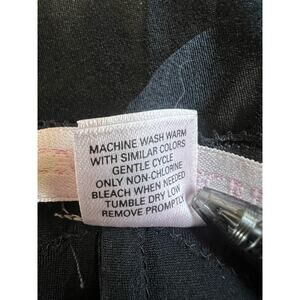 MACHINE WASH WARM
WITH SIMILAR COLORS
GENTLE CYCLE
ONLY NON-CHLORINE
BLEACH WHEN NEEDED
TUMBLE DRY LOW
REMOVE PROMPTLY